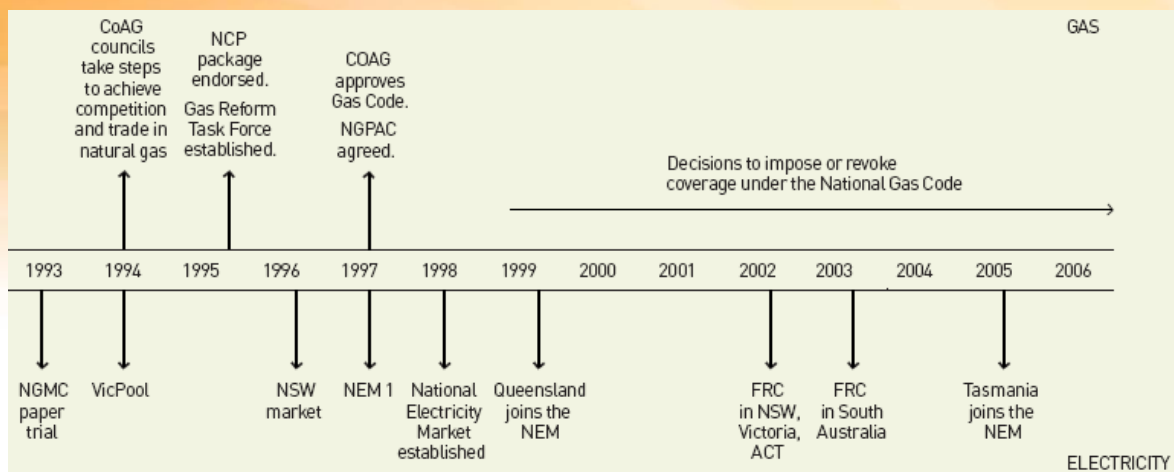 GAS
CoAG
councils
take steps
to achieve
competition
and trade in
natural gas
NCP
package
endorsed.
Gas Reform
Task Force
established.
COAG
approves
Gas Code.
NGPAC
agreed.
Decisions to impose or revoke
coverage under the National Gas Code
1993 1994 1995 1996 1997 1998 1999 2000 2001 2002 2003 2004 2005 2006
NGMC
paper
trial
VicPool
NSW
market
NEM 1
National
Electricity
Market
established
Queensland
joins the
NEM
FRC
in NSW,
Victoria,
ACT
FRC
in South
Australia
Tasmania
joins the
NEM
ELECTRICITY